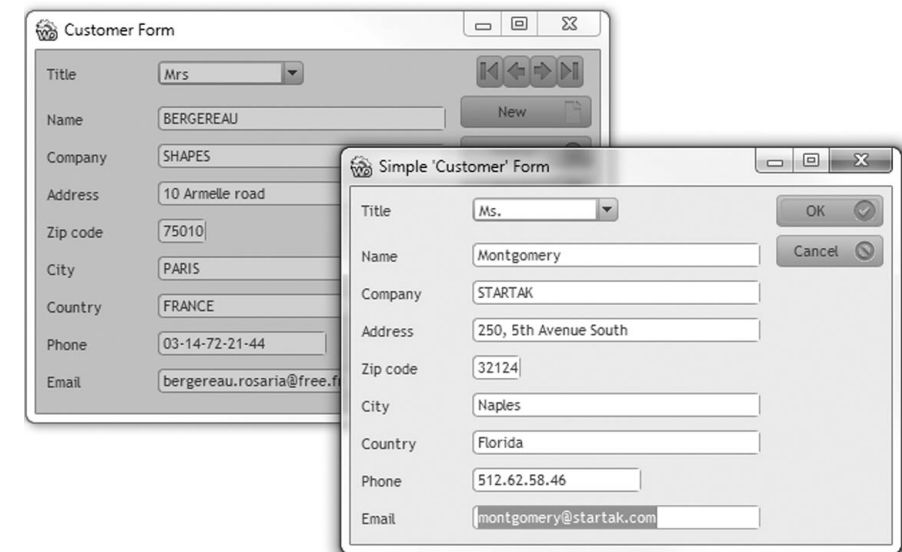 Customer Form
Title Mrs
Name BERGEREAU
New
Company SHAPES
Address 10 Armelle road
Zip code 75010
City PARIS
Country FRANCE
Phone 03-14-72-21-44
Email bergereau.rosaria@free.f
Simple 'Customer' Form
Title Ms.
OK
Name Montgomery
Cancel
Company STARTAK
Address 250, 5th Avenue South
Zip code 32124
City Naples
Country Florida
Phone 512.62.58.46
Email montgomery@startak.com